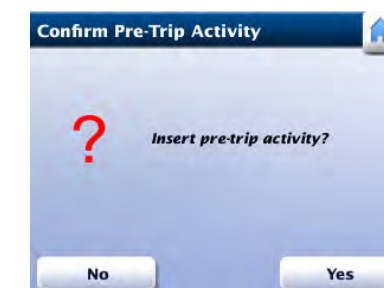 Confirm Pre-Trip Activity
?
Insert pre-trip activity?
No
Yes